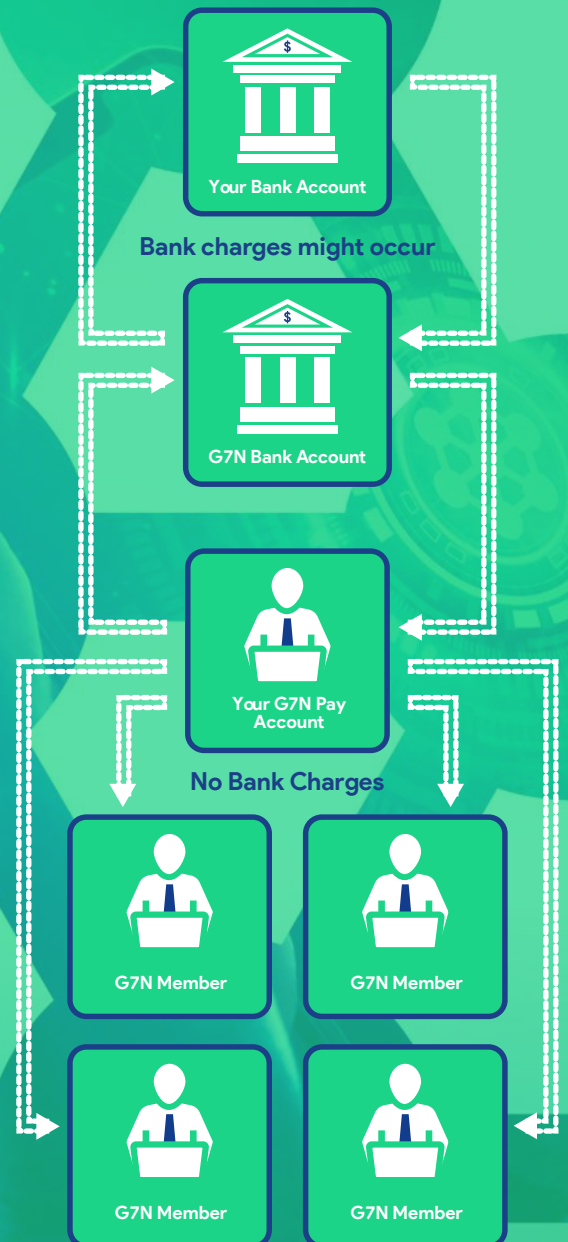 $
Your Bank Account
Bank charges might occur
$
G7N Bank Account
Your G7N Pay
Account
No Bank Charges
G7N Member
G7N Member
G7N Member
G7N Member